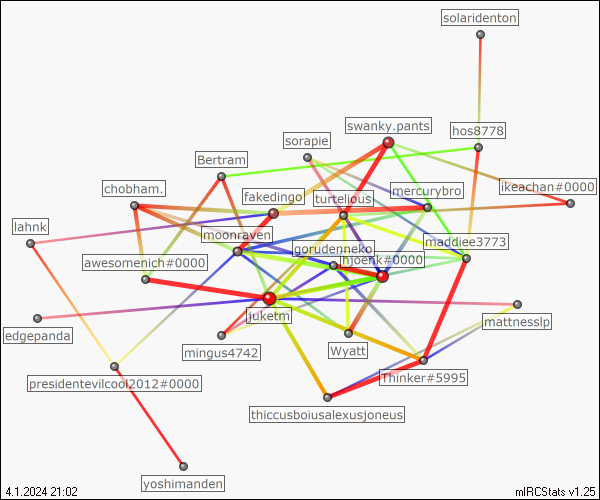 solaridenton
swanky.pants
hos8778
sorapie
Bertram
chobham.
mercurybro
ikeachan#0000
fakedingo
turtelious
lahnk
moonraven
maddiee3773
gorudenneko
awesomenich#0000
hjoerkk#0000
juketm
mattnesslp
edgepanda
mingus4742
Wyatt
Thinker#5995
presidentevilcool2012#0000
thiccusboiusalexusjoneus
yoshimanden
4.1.2024 21:02
mIRCStats v1.25